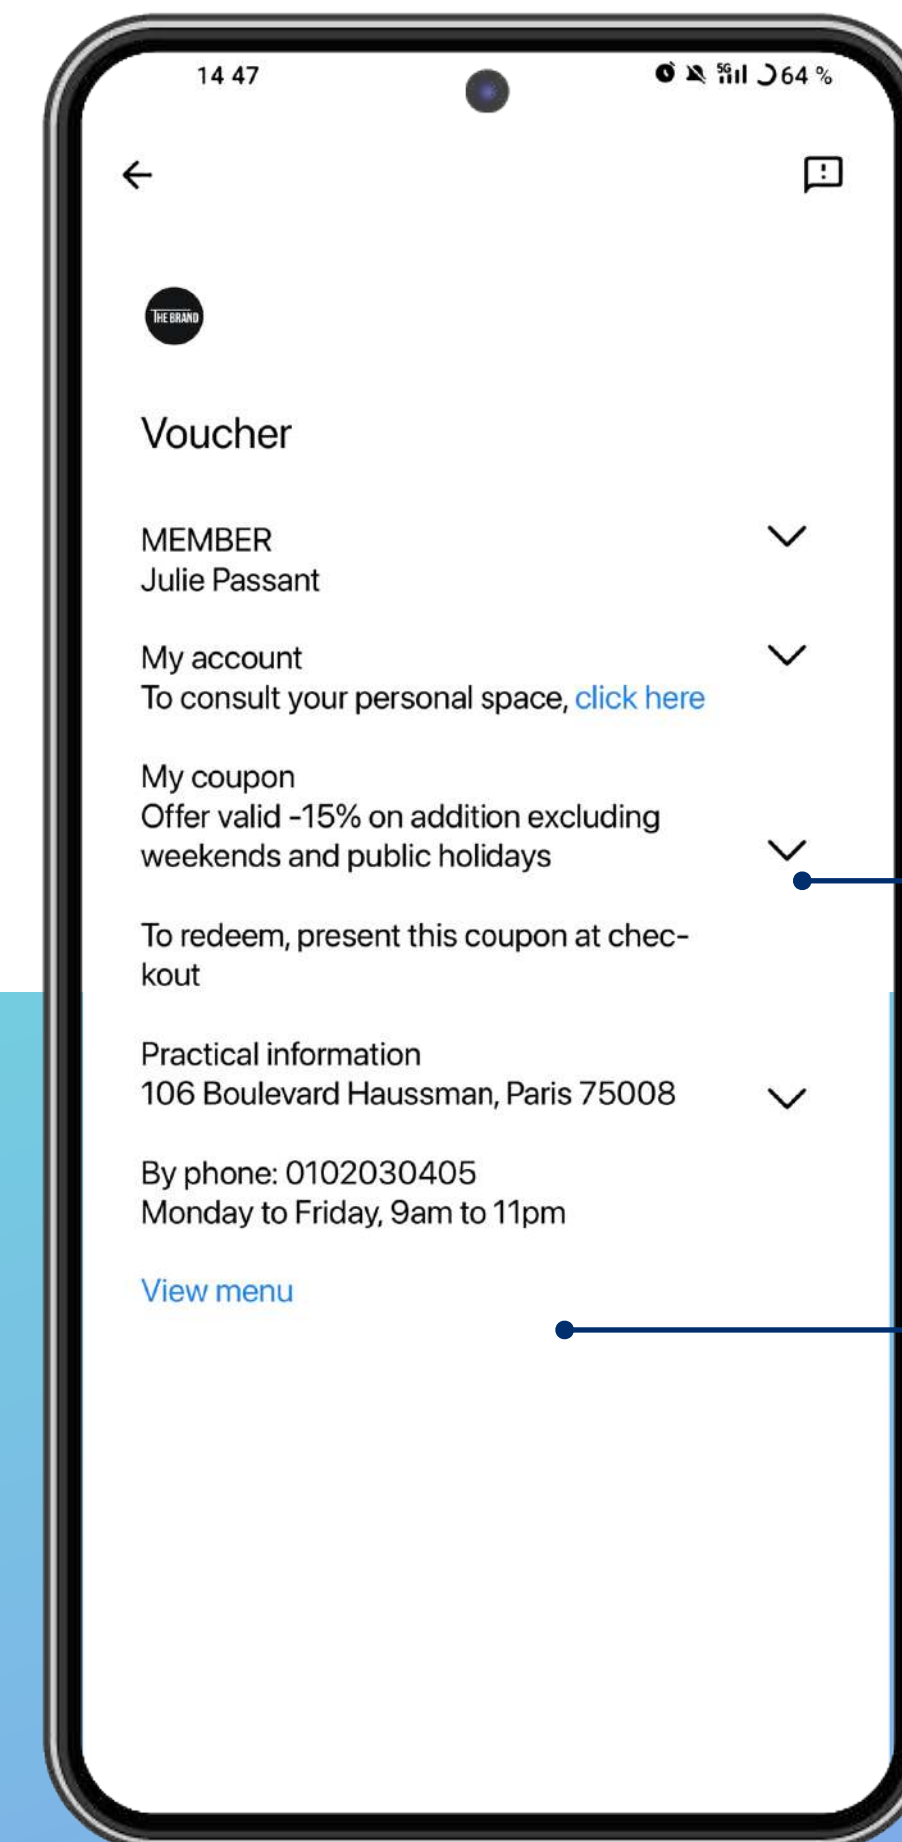 14 47
5G 64 %
THE BRAND
Voucher
MEMBER
Julie Passant
My account
To consult your personal space, click here
My coupon
Offer valid -15% on addition excluding
weekends and public holidays
To redeem, present this coupon at chec-
kout
Practical information
106 Boulevard Haussman, Paris 75008
By phone: 0102030405
Monday to Friday, 9am to 11pm
View menu